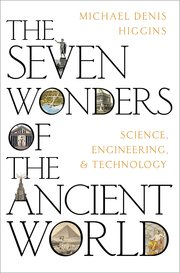 MICHAEL DENIS
HIGGINS
THE
SEVEN
WONDERS
OF
THE
ANCIENT
WORLD
SCIENCE,
ENGINEERING,
& TECHNOLOGY